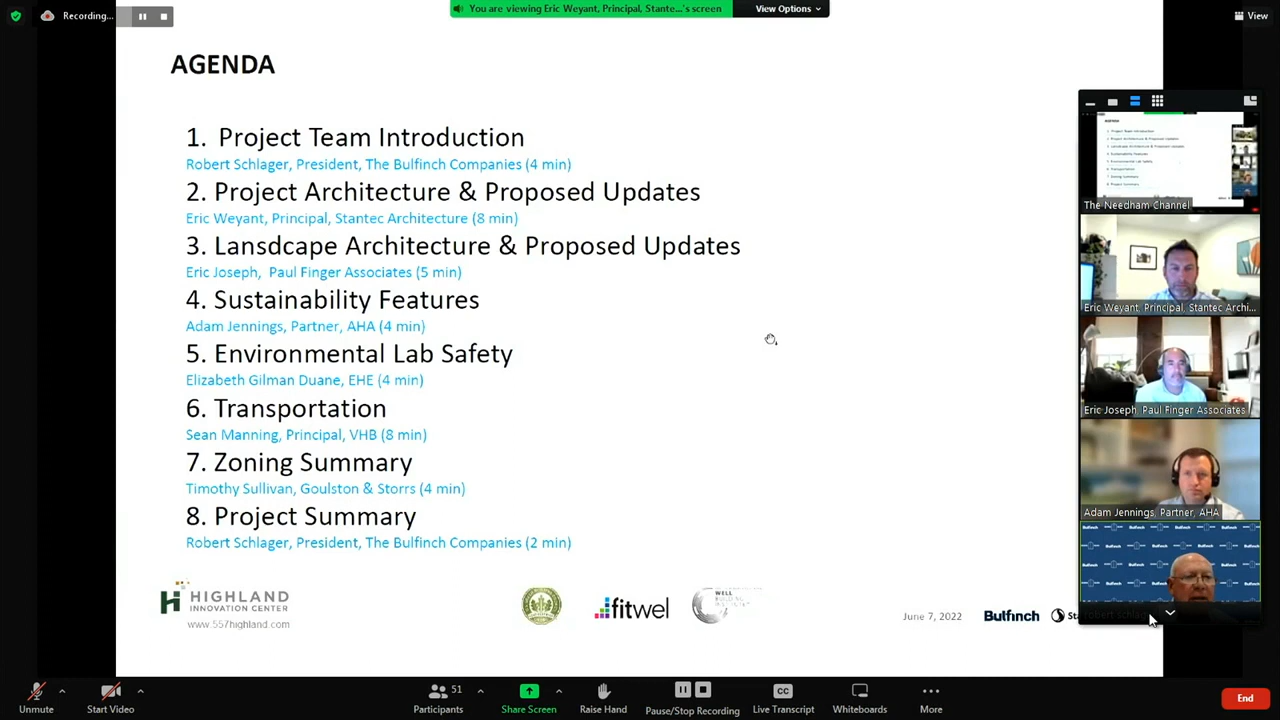 Recording...
You are viewing Eric Weyant, Principal, Stante...'s screen
View Options
View
AGENDA
1. Project Team Introduction
Robert Schlager, President, The Bulfinch Companies (4 min)
2. Project Architecture & Proposed Updates
Eric Weyant, Principal, Stantec Architecture (8 min)
3. Lansdcape Architecture & Proposed Updates
Eric Joseph, Paul Finger Associates (5 min)
4. Sustainability Features
Adam Jennings, Partner, AHA (4 min)
5. Environmental Lab Safety
Elizabeth Gilman Duane, EHE (4 min)
6. Transportation
Sean Manning, Principal, VHB (8 min)
7. Zoning Summary
Timothy Sullivan, Goulston & Storrs (4 min)
8. Project Summary
Robert Schlager, President, The Bulfinch Companies (2 min)
The Needham Channel
Eric Weyant, Principal, Stantec Archi...
Eric Joseph, Paul Finger Associates
Adam Jennings, Partner, AHA
HIGHLAND
INNOVATION CENTER
www.557highland.com
fitwel
WELL
BUILDING
June 7, 2022
Bulfinch
Unmute
Start Video
Participants
51
Share Screen
Raise Hand
Pause/Stop Recording
CC
Live Transcript
Whiteboards
More
End